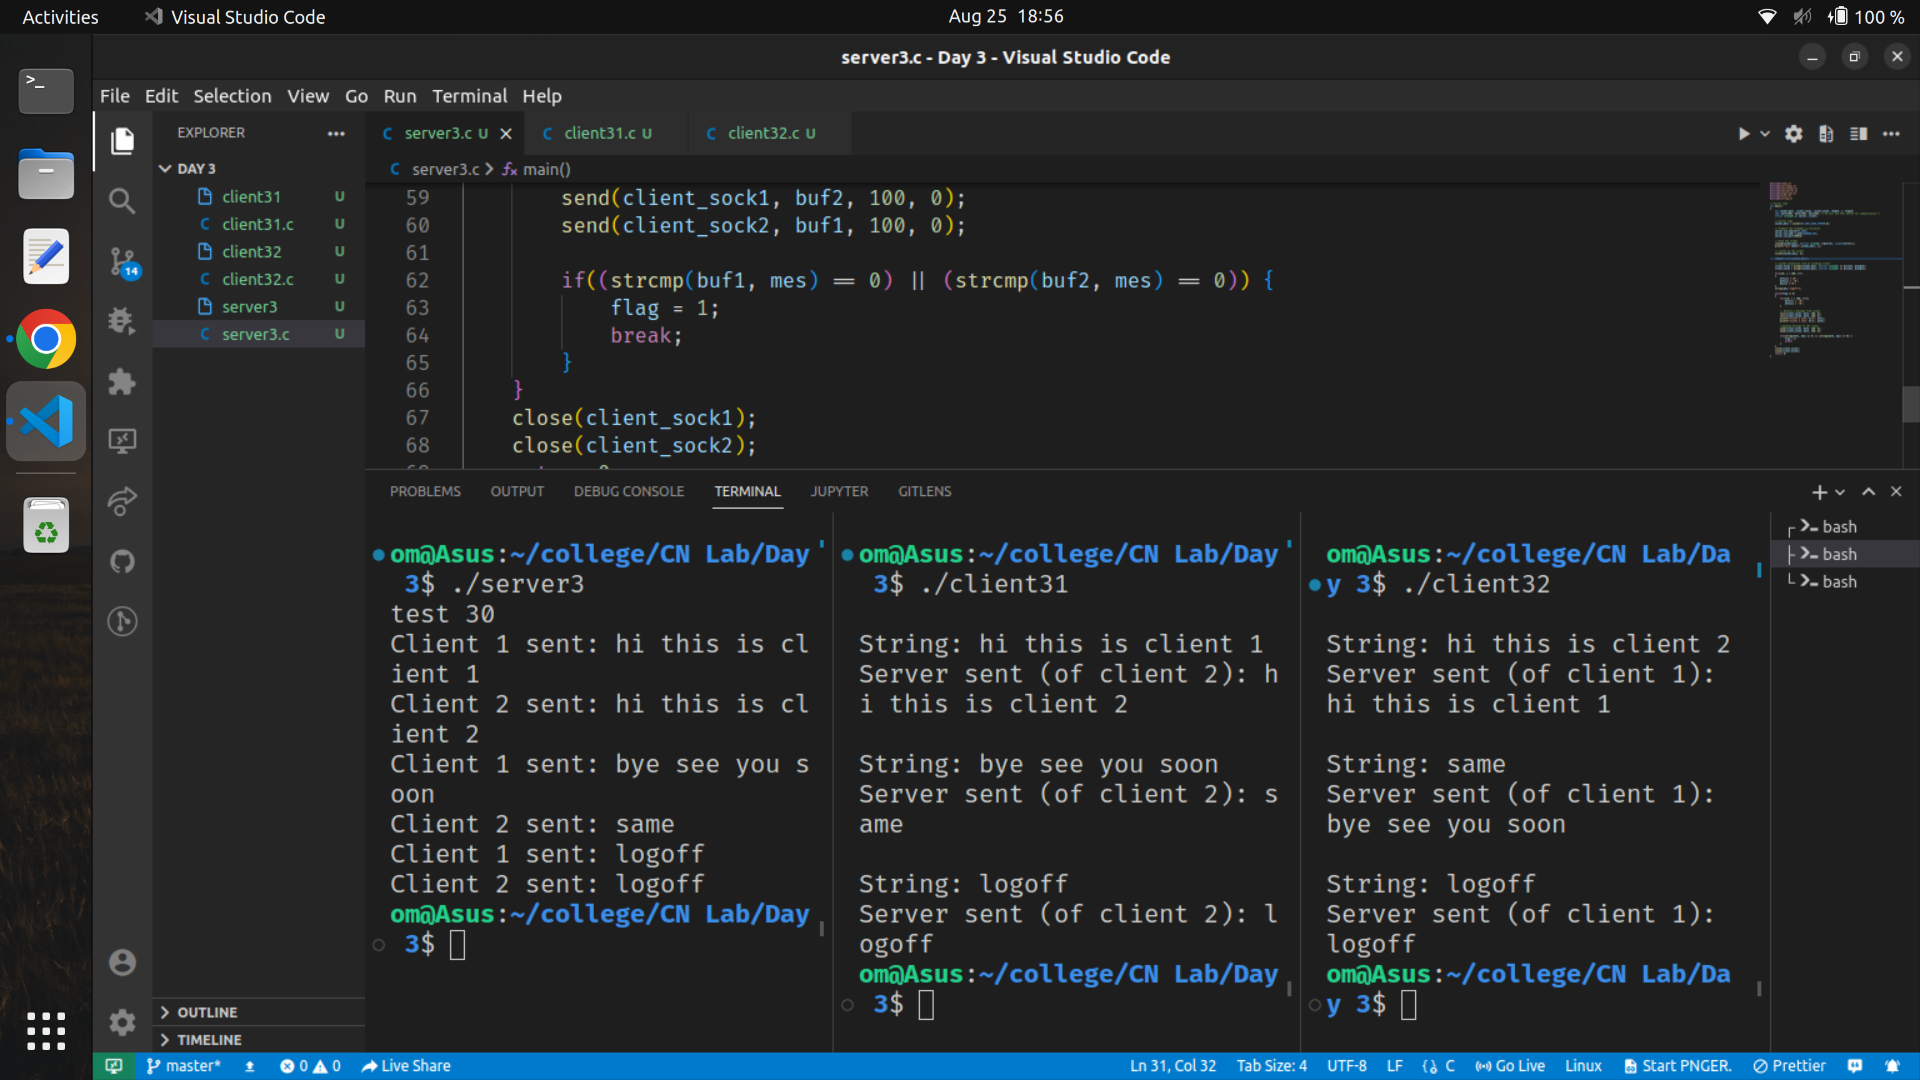 Activities
Visual Studio Code
Aug 25 18:56
100 %
server3.c - Day 3 - Visual Studio Code
File Edit Selection View Go Run Terminal Help
EXPLORER
DAY 3
client31 U
C client31.c U
client32 U
C client32.c U
server3 U
C server3.c U
14
OUTLINE
TIMELINE
C server3.c U
C client31.c U
C client32.c U
C server3.c > main()
59 send(client_sock1, buf2, 100, 0);
60 send(client_sock2, buf1, 100, 0);
61
62 if((strcmp(buf1, mes) == 0) || (strcmp(buf2, mes) == 0)) {
63 flag = 1;
64 break;
65 }
66 }
67 close(client_sock1);
68 close(client_sock2);
PROBLEMS OUTPUT DEBUG CONSOLE TERMINAL JUPYTER GITLENS
om@Asus:~/college/CN Lab/Day
3$ ./server3
test 30
Client 1 sent: hi this is cl
ient 1
Client 2 sent: hi this is cl
ient 2
Client 1 sent: bye see you s
oon
Client 2 sent: same
Client 1 sent: logoff
Client 2 sent: logoff
om@Asus:~/college/CN Lab/Day
3$
om@Asus:~/college/CN Lab/Day
3$ ./client31
String: hi this is client 1
Server sent (of client 2): h
i this is client 2
String: bye see you soon
Server sent (of client 2): s
ame
String: logoff
Server sent (of client 2): l
ogoff
om@Asus:~/college/CN Lab/Day
3$
om@Asus:~/college/CN Lab/Da
y 3$ ./client32
String: hi this is client 2
Server sent (of client 1):
hi this is client 1
String: same
Server sent (of client 1):
bye see you soon
String: logoff
Server sent (of client 1):
logoff
om@Asus:~/college/CN Lab/Da
y 3$
bash
bash
bash
master* 0 0 Live Share
Ln 31, Col 32 Tab Size: 4 UTF-8 LF C Go Live Linux Start PNGER. Prettier